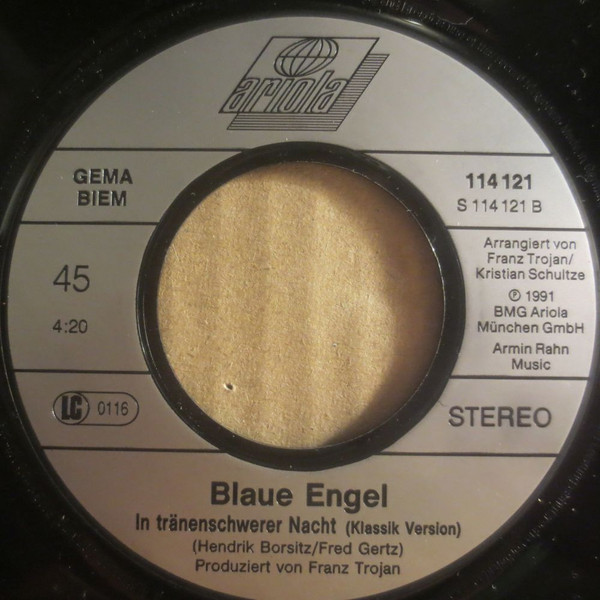 ariola
GEMA
BIEM
114 121
S 114 121 B
45
4:20
Arrangiert von
Franz Trojan/
Kristian Schultze
℗ 1991
BMG Ariola
München GmbH
Armin Rahn
Music
LC 0116
STEREO
Blaue Engel
In tränenschwerer Nacht (Klassik Version)
(Hendrik Borsitz/Fred Gertz)
Produziert von Franz Trojan